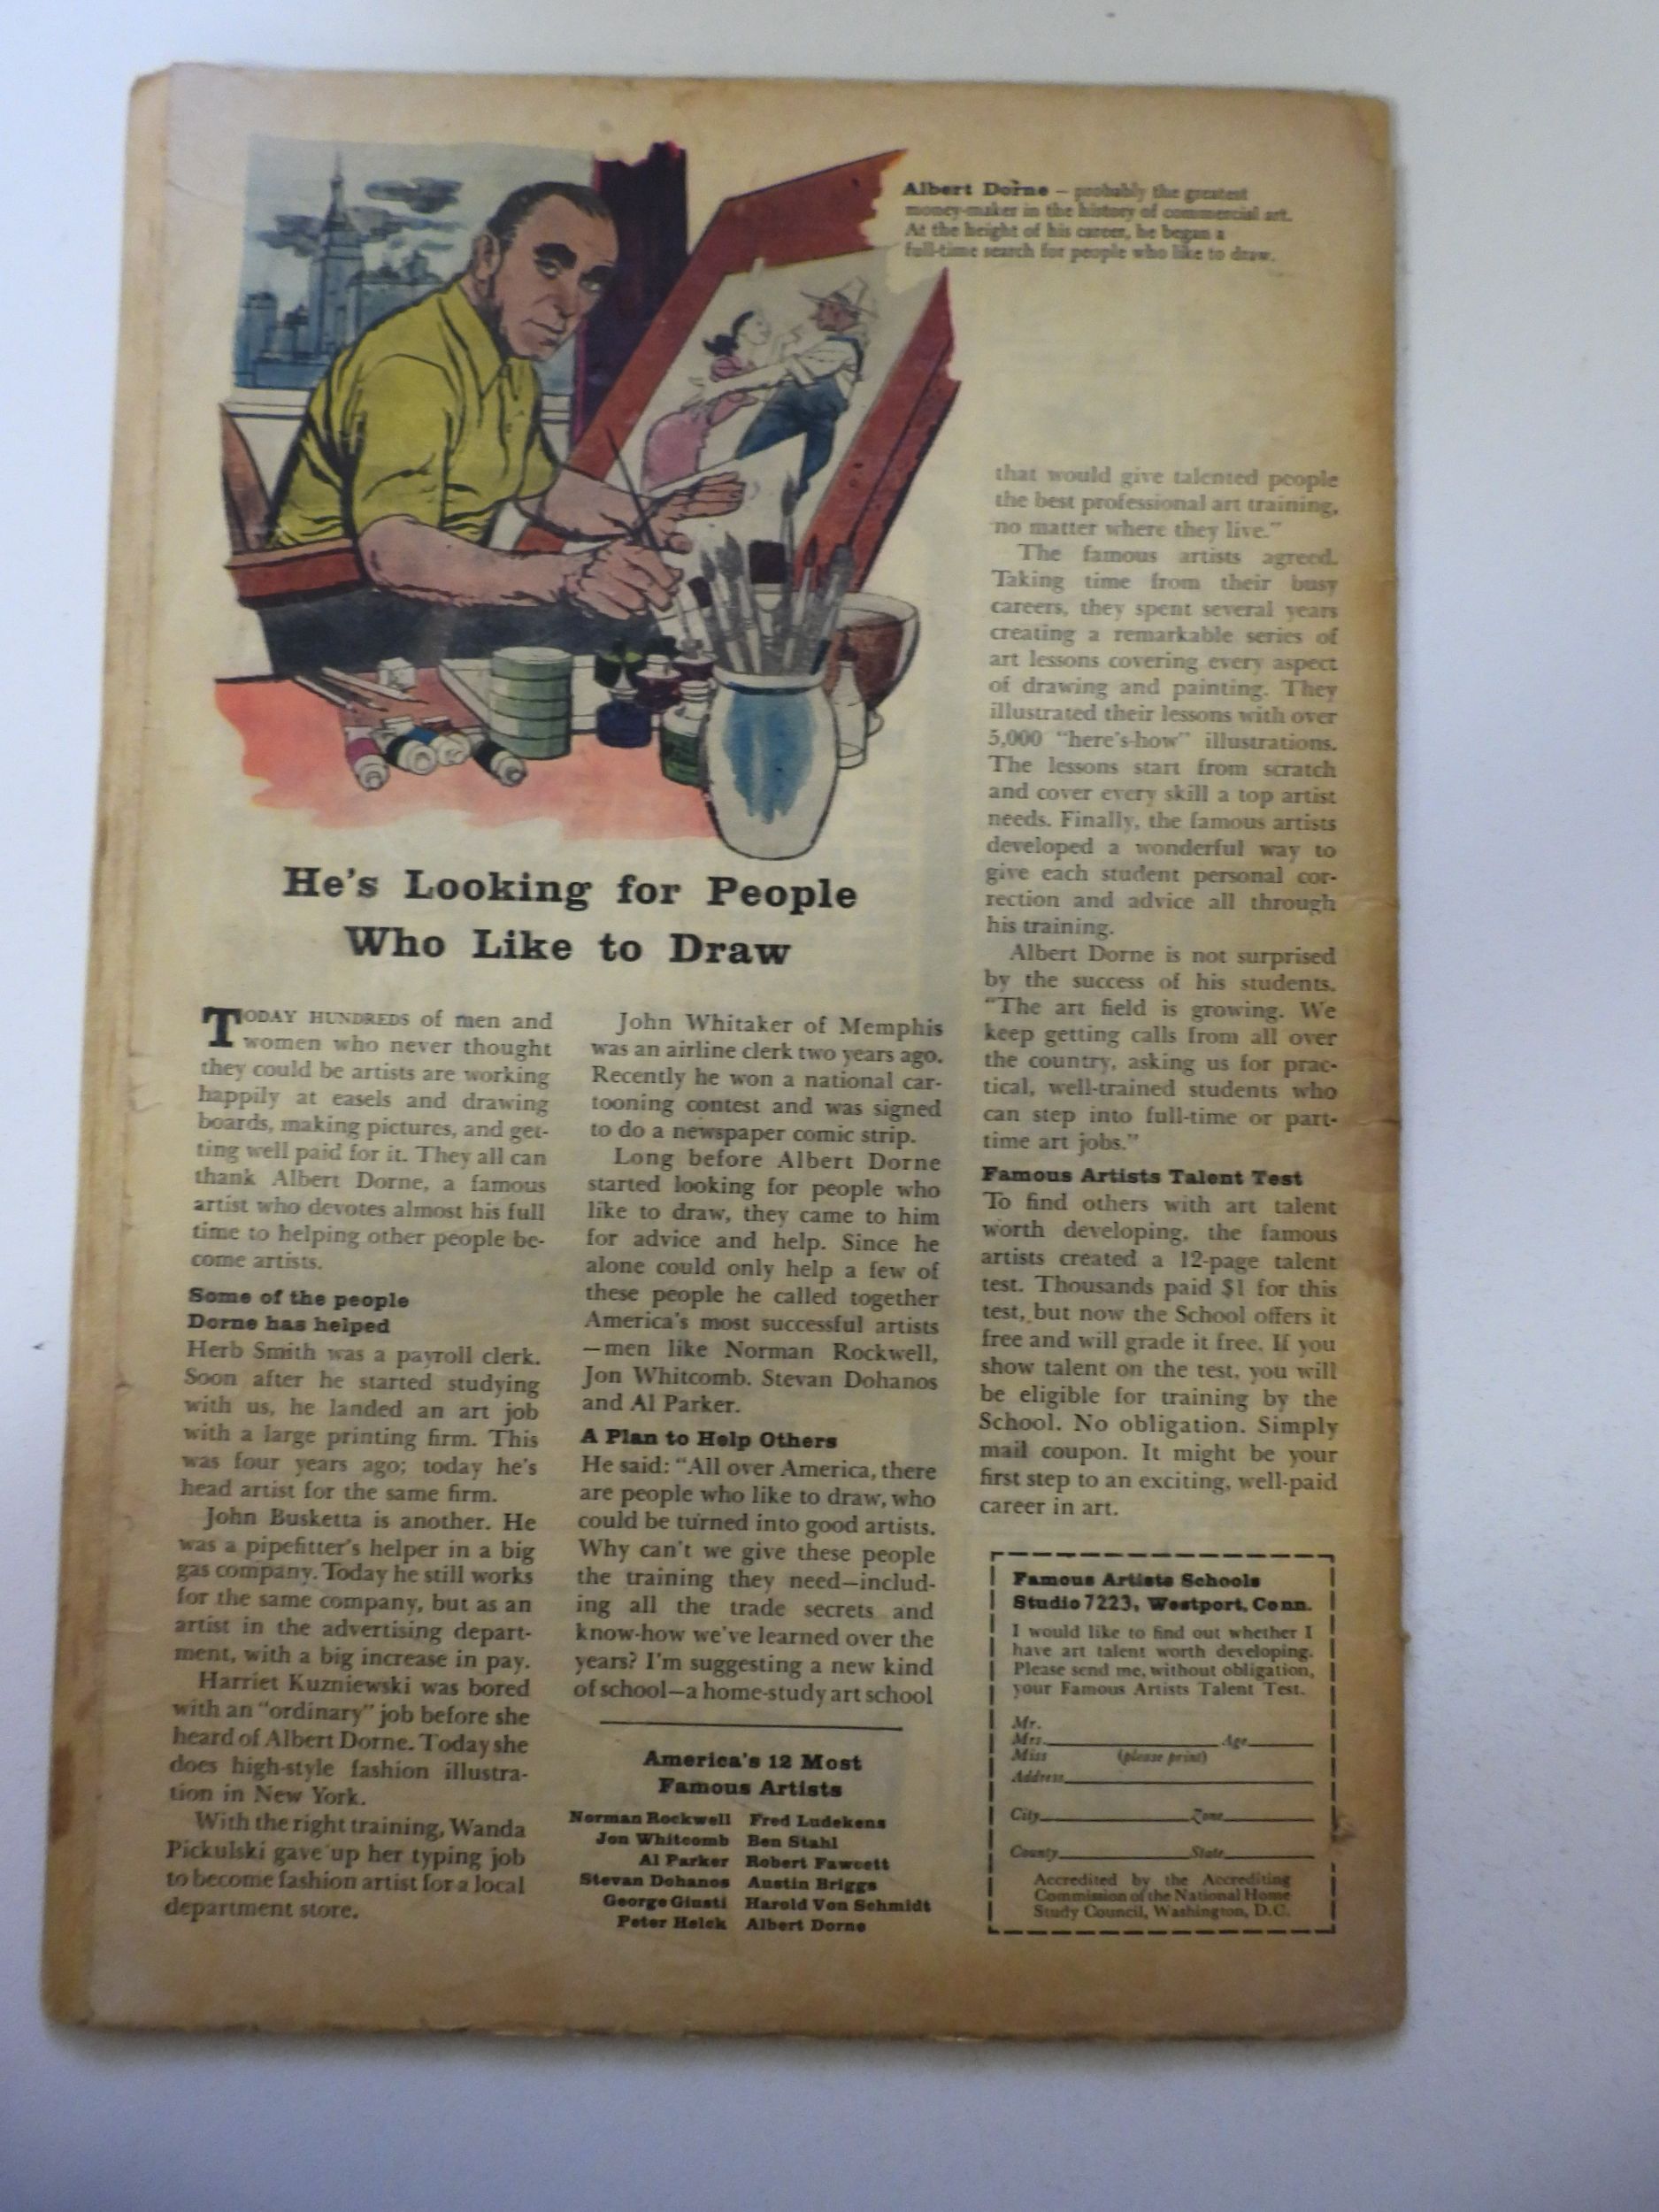 Albert Dorne – probably the greatest
money-maker in the history of commercial art.
At the height of his career, he began a
full-time search for people who like to draw.
He's Looking for People
Who Like to Draw
TODAY HUNDREDS of men and
women who never thought
they could be artists are working
happily at easels and drawing
boards, making pictures, and get-
ting well paid for it. They all can
thank Albert Dorne, a famous
artist who devotes almost his full
time to helping other people be-
come artists.
Some of the people
Dorne has helped
Herb Smith was a payroll clerk.
Soon after he started studying
with us, he landed an art job
with a large printing firm. This
was four years ago; today he's
head artist for the same firm.
John Busketta is another. He
was a pipefitter's helper in a big
gas company. Today he still works
for the same company, but as an
artist in the advertising depart-
ment, with a big increase in pay.
Harriet Kuzniewski was bored
with an "ordinary" job before she
heard of Albert Dorne. Today she
does high-style fashion illustra-
tion in New York.
With the right training, Wanda
Pickulski gave up her typing job
to become fashion artist for a local
department store.
John Whitaker of Memphis
was an airline clerk two years ago.
Recently he won a national car-
tooning contest and was signed
to do a newspaper comic strip.
Long before Albert Dorne
started looking for people who
like to draw, they came to him
for advice and help. Since he
alone could only help a few of
these people he called together
America's most successful artists
—men like Norman Rockwell,
Jon Whitcomb. Stevan Dohanos
and Al Parker.
A Plan to Help Others
He said: "All over America, there
are people who like to draw, who
could be turned into good artists.
Why can't we give these people
the training they need—includ-
ing all the trade secrets and
know-how we've learned over the
years? I'm suggesting a new kind
of school—a home-study art school
America's 12 Most
Famous Artists
Norman Rockwell Fred Ludekens
Jon Whitcomb Ben Stahl
Al Parker Robert Fawcett
Stevan Dohanos Austin Briggs
George Giusti Harold Von Schmidt
Peter Helck Albert Dorne
that would give talented people
the best professional art training,
no matter where they live."
The famous artists agreed.
Taking time from their busy
careers, they spent several years
creating a remarkable series of
art lessons covering every aspect
of drawing and painting. They
illustrated their lessons with over
5,000 "here's-how" illustrations.
The lessons start from scratch
and cover every skill a top artist
needs. Finally, the famous artists
developed a wonderful way to
give each student personal cor-
rection and advice all through
his training.
Albert Dorne is not surprised
by the success of his students.
"The art field is growing. We
keep getting calls from all over
the country, asking us for prac-
tical, well-trained students who
can step into full-time or part-
time art jobs."
Famous Artists Talent Test
To find others with art talent
worth developing, the famous
artists created a 12-page talent
test. Thousands paid $1 for this
test, but now the School offers it
free and will grade it free. If you
show talent on the test, you will
be eligible for training by the
School. No obligation. Simply
mail coupon. It might be your
first step to an exciting, well-paid
career in art.
Famous Artists Schools
Studio 7223, Westport, Conn.
I would like to find out whether I
have art talent worth developing.
Please send me, without obligation,
your Famous Artists Talent Test.
Mr.
Mrs. Age
Miss (please print)
Address
City Zone
County State
Accredited by the Accrediting
Commission of the National Home
Study Council, Washington, D.C.